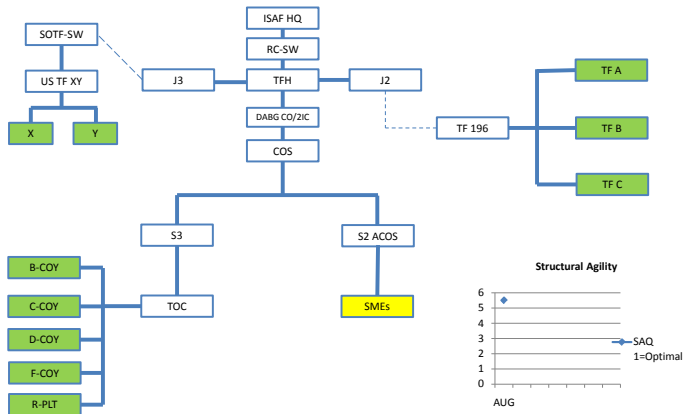 ISAF HQ
SOTF-SW
RC-SW
US TF XY
J3
TFH
J2
TF A
X
Y
DABG CO/2IC
TF 196
TF B
COS
TF C
S3
S2 ACOS
B-COY
C-COY
TOC
SMEs
D-COY
F-COY
R-PLT
Structural Agility
6
5
4
3
2
1
0
AUG
SAQ
1=Optimal